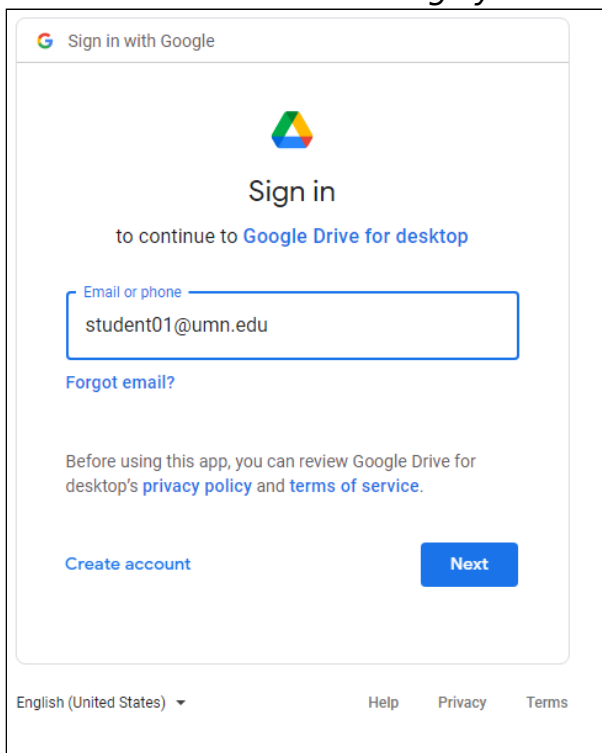 Sign in with Google
Sign in
to continue to Google Drive for desktop
Email or phone
student01@umn.edu
Forgot email?
Before using this app, you can review Google Drive for
desktop's privacy policy and terms of service.
Create account
Next
English (United States)
Help Privacy Terms